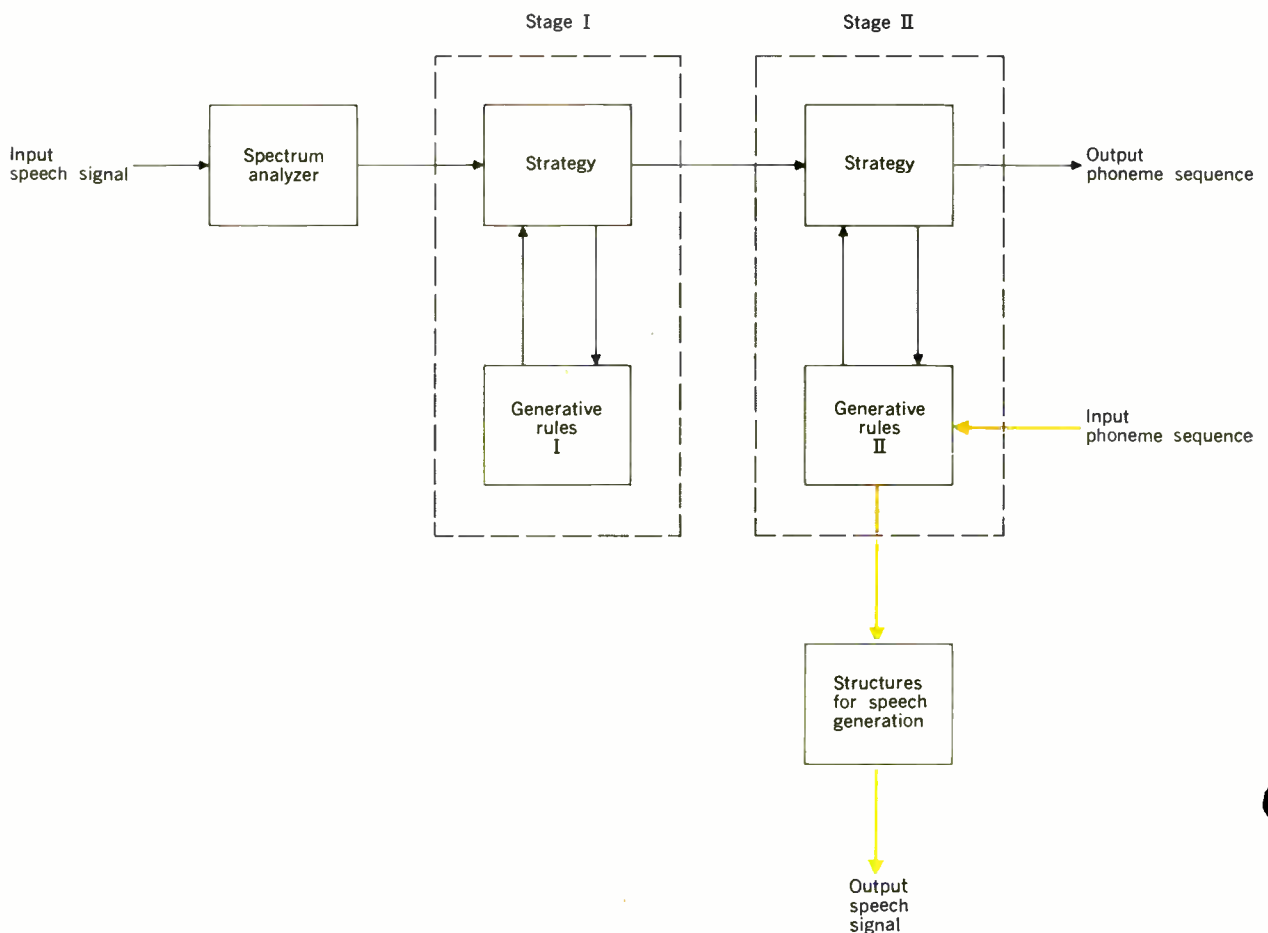 Stage I
Stage II
Input
speech signal
Spectrum
analyzer
Strategy
Strategy
Output
phoneme sequence
Generative
rules
I
Generative
rules
II
Input
phoneme sequence
Structures
for speech
generation
Output
speech
signal